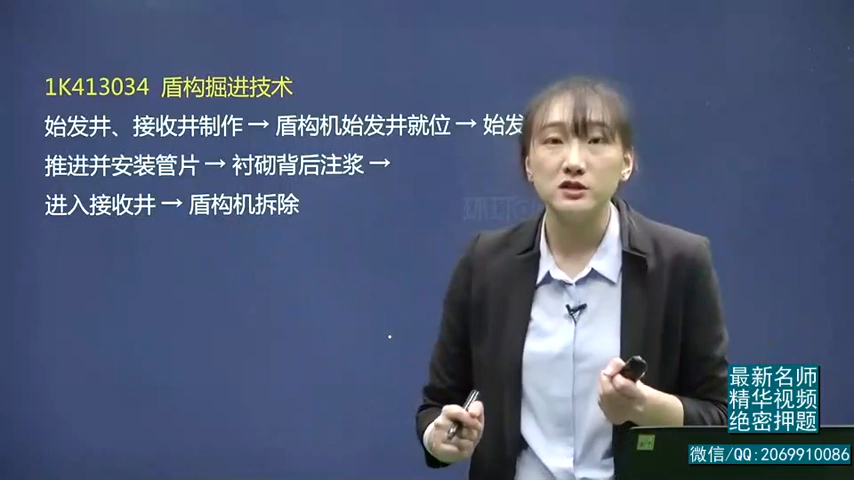 1K413034 盾构掘进技术
始发井、接收井制作 → 盾构机始发井就位 → 始发
推进并安装管片 → 衬砌背后注浆 →
进入接收井 → 盾构机拆除
环球
最新名师
精华视频
绝密押题
微信/QQ:2069910086